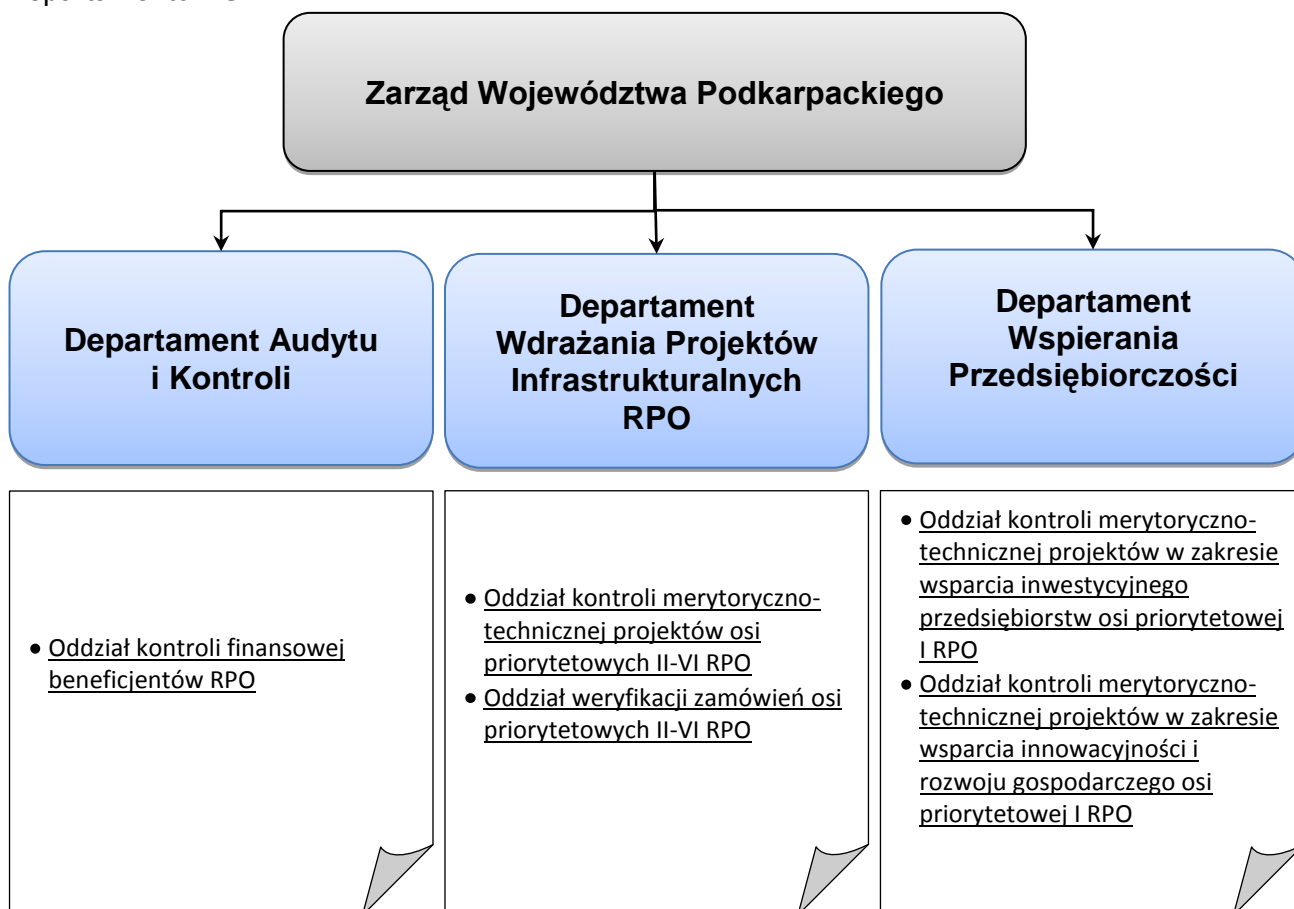 Zarząd Województwa Podkarpackiego
Departament Audytu
i Kontroli
Departament
Wdrażania Projektów
Infrastrukturalnych
RPO
Departament
Wspierania
Przedsiębiorczości
• Oddział kontroli finansowej
beneficjentów RPO
• Oddział kontroli merytoryczno-
technicznej projektów osi
priorytetowych II-VI RPO
• Oddział weryfikacji zamówień osi
priorytetowych II-VI RPO
• Oddział kontroli merytoryczno-
technicznej projektów w zakresie
wsparcia inwestycyjnego
przedsiębiorstw osi priorytetowej
I RPO
• Oddział kontroli merytoryczno-
technicznej projektów w zakresie
wsparcia innowacyjności i
rozwoju gospodarczego osi
priorytetowej I RPO